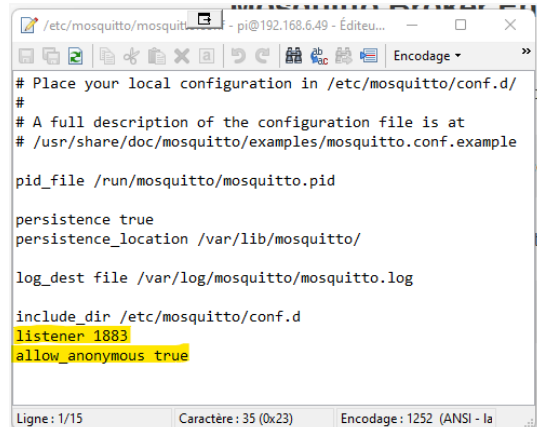 /etc/mosquitto/mosquitt f - pi@192.168.6.49 - Éditeu...
Encodage
# Place your local configuration in /etc/mosquitto/conf.d/
#
# A full description of the configuration file is at
# /usr/share/doc/mosquitto/examples/mosquitto.conf.example
pid_file /run/mosquitto/mosquitto.pid
persistence true
persistence_location /var/lib/mosquitto/
log_dest file /var/log/mosquitto/mosquitto.log
include_dir /etc/mosquitto/conf.d
listener 1883
allow_anonymous true
Ligne : 1/15 Caractère : 35 (0x23) Encodage : 1252 (ANSI - la